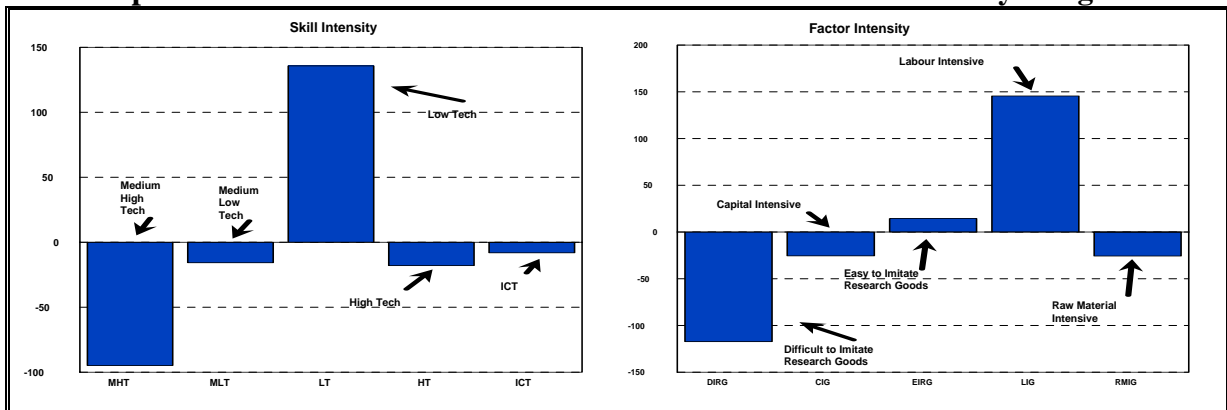 Skill Intensity
150
100
50
0
-50
-100
Low Tech
Medium
High
Tech
Medium
Low
Tech
High Tech
ICT
MHT
MLT
LT
HT
ICT
Factor Intensity
200
150
100
50
0
-50
-100
-150
Labour Intensive
Capital Intensive
Easy to Imitate
Research Goods
Raw Material
Intensive
Difficult to Imitate
Research Goods
DIRG
CIG
EIRG
LIG
RMIG